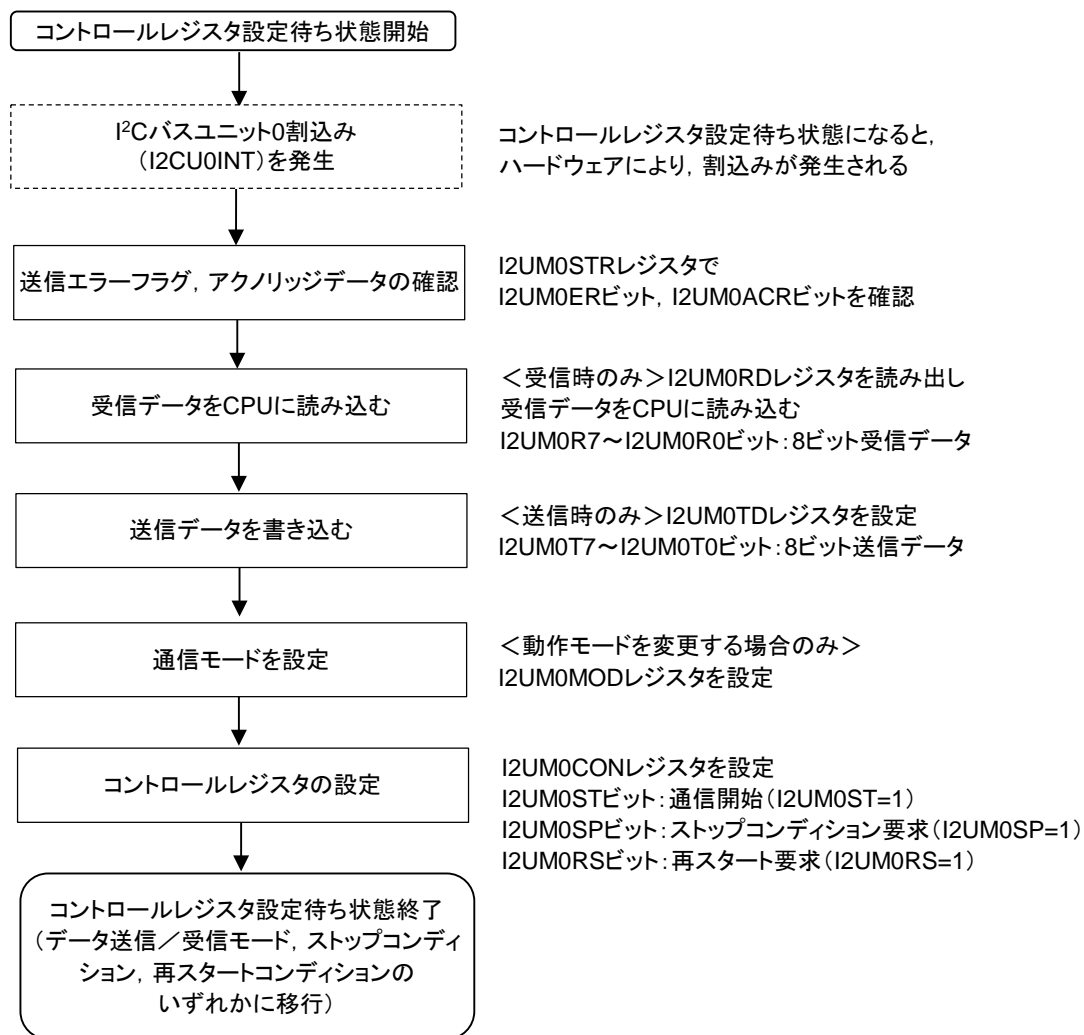 コントロールレジスタ設定待ち状態開始
I²Cバスユニット0割込み
（I2CU0INT）を発生
コントロールレジスタ設定待ち状態になると，
ハードウェアにより，割込みが発生される
送信エラーフラグ，アクノリッジデータの確認
I2UM0STRレジスタで
I2UM0ERビット，I2UM0ACRビットを確認
受信データをCPUに読み込む
＜受信時のみ＞I2UM0RDレジスタを読み出し
受信データをCPUに読み込む
I2UM0R7～I2UM0R0ビット：8ビット受信データ
送信データを書き込む
＜送信時のみ＞I2UM0TDレジスタを設定
I2UM0T7～I2UM0T0ビット：8ビット送信データ
通信モードを設定
＜動作モードを変更する場合のみ＞
I2UM0MODレジスタを設定
コントロールレジスタの設定
I2UM0CONレジスタを設定
I2UM0STビット：通信開始（I2UM0ST=1）
I2UM0SPビット：ストップコンディション要求（I2UM0SP=1）
I2UM0RSビット：再スタート要求（I2UM0RS=1）
コントロールレジスタ設定待ち状態終了
（データ送信／受信モード，ストップコンディ
ション，再スタートコンディションの
いずれかに移行）